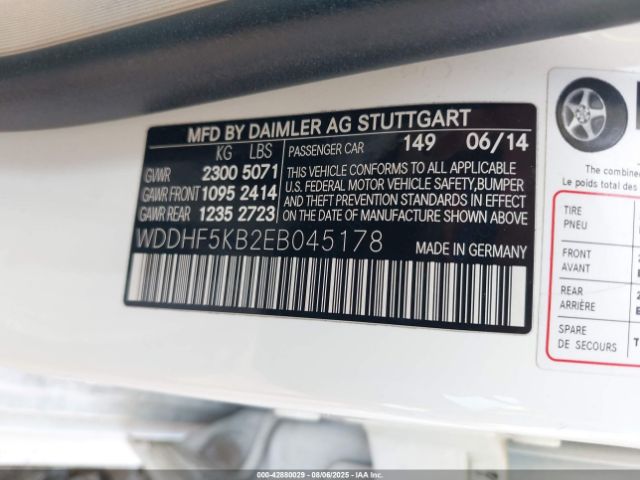 MFD BY DAIMLER AG STUTTGART
KG LBS PASSENGER CAR 149 06/14
GVWR 2300 5071
GAWR FRONT 1095 2414
GAWR REAR 1235 2723
THIS VEHICLE CONFORMS TO ALL APPLICABLE
U.S. FEDERAL MOTOR VEHICLE SAFETY,BUMPER
AND THEFT PREVENTION STANDARDS IN EFFECT
ON THE DATE OF MANUFACTURE SHOWN ABOVE
WDDHF5KB2EB045178
MADE IN GERMANY
The combined
Le poids total des
TIRE
PNEU
FRONT
AVANT
REAR
ARRIÈRE
SPARE
DE SECOURS
000-42880029 - 08/06/2025 - IAA Inc.